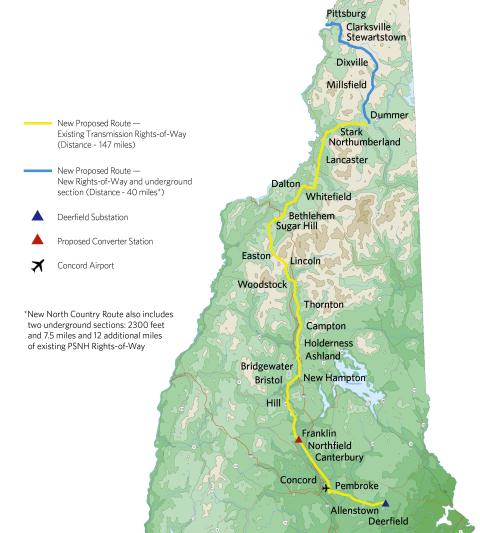 Pittsburg
Clarksville
Stewartstown
Dixville
Millsfield
Dummer
Stark
Northumberland
Lancaster
Dalton
Whitefield
Bethlehem
Sugar Hill
Easton
Lincoln
Woodstock
Thornton
Campton
Holderness
Ashland
Bridgewater
Bristol
New Hampton
Hill
Franklin
Northfield
Canterbury
Concord
Pembroke
Allenstown
Deerfield
New Proposed Route —
Existing Transmission Rights-of-Way
(Distance - 147 miles)
New Proposed Route —
New Rights-of-Way and underground
section (Distance - 40 miles*)
Deerfield Substation
Proposed Converter Station
Concord Airport
*New North Country Route also includes
two underground sections: 2300 feet
and 7.5 miles and 12 additional miles
of existing PSNH Rights-of-Way